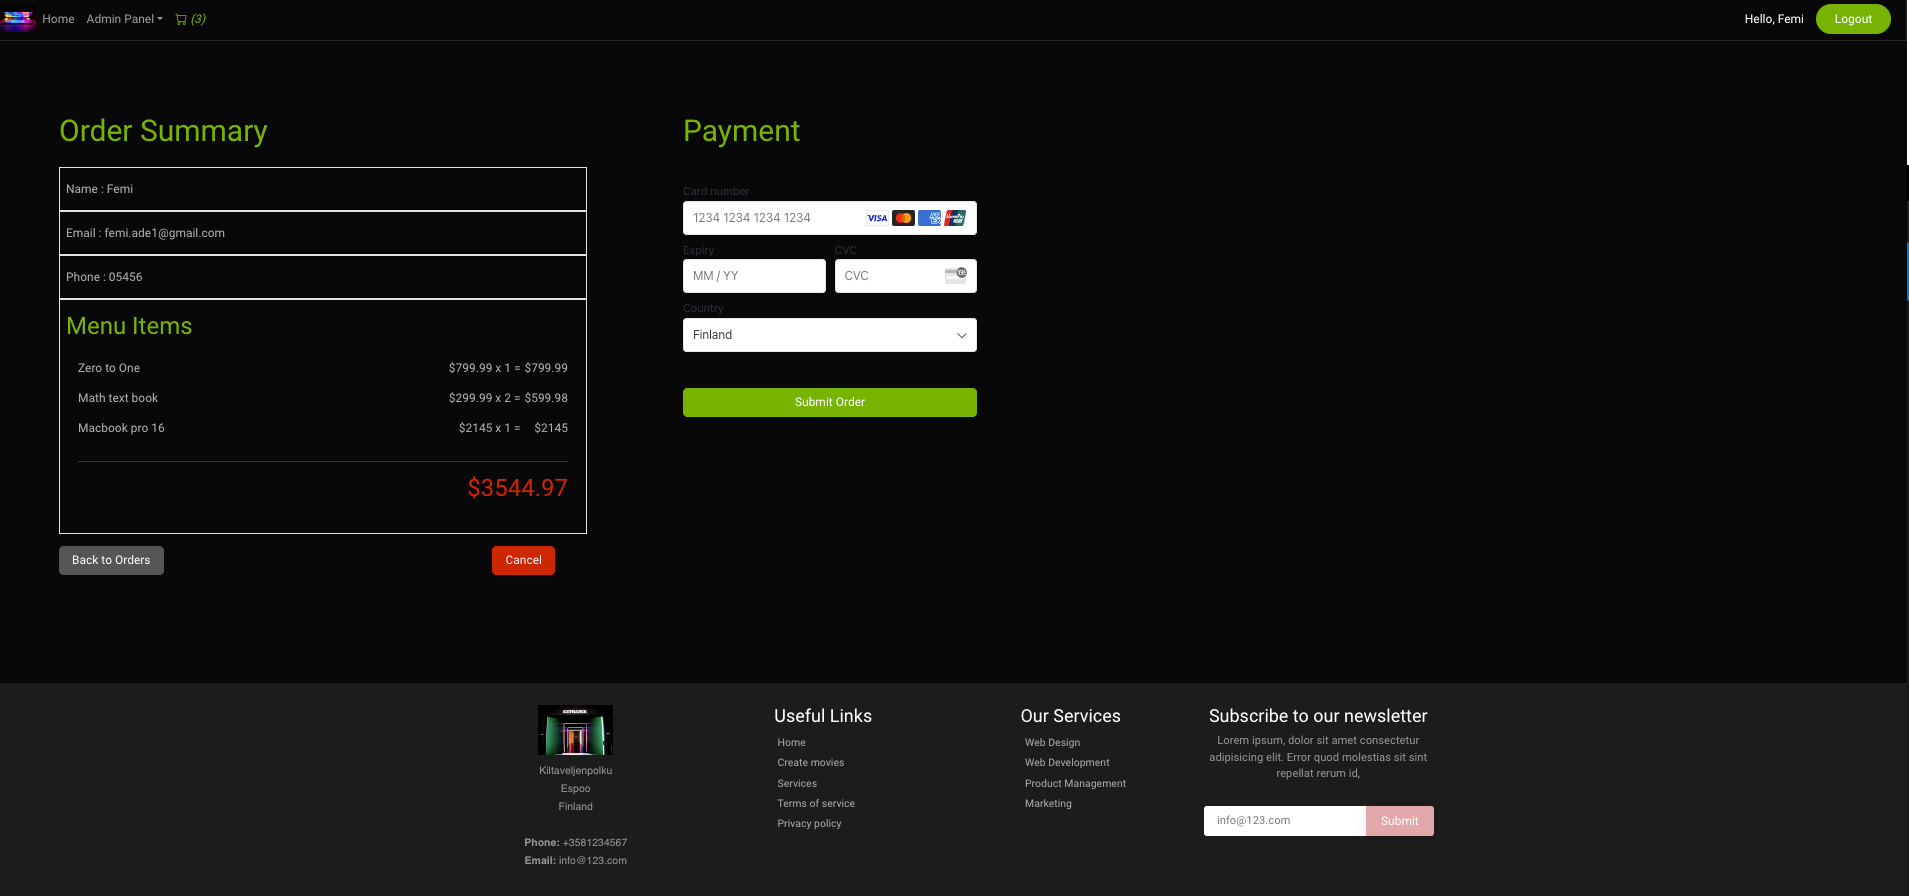 Home Admin Panel (3) Hello, Femi Logout
Order Summary
Name : Femi
Email : femi.ade1@gmail.com
Phone : 05456
Menu Items
Zero to One $799.99 x 1 = $799.99
Math text book $299.99 x 2 = $599.98
Macbook pro 16 $2145 x 1 = $2145
$3544.97
Back to Orders Cancel
Payment
Card number
1234 1234 1234 1234 VISA
Expiry CVC
MM / YY CVC
Country
Finland
Submit Order
ENTRANCE
Kiltaveljenpolku
Espoo
Finland
Phone: +3581234567
Email: info@123.com
Useful Links
Home
Create movies
Services
Terms of service
Privacy policy
Our Services
Web Design
Web Development
Product Management
Marketing
Subscribe to our newsletter
Lorem ipsum, dolor sit amet consectetur
adipisicing elit. Error quod molestias sit sint
repellat rerum id,
info@123.com Submit